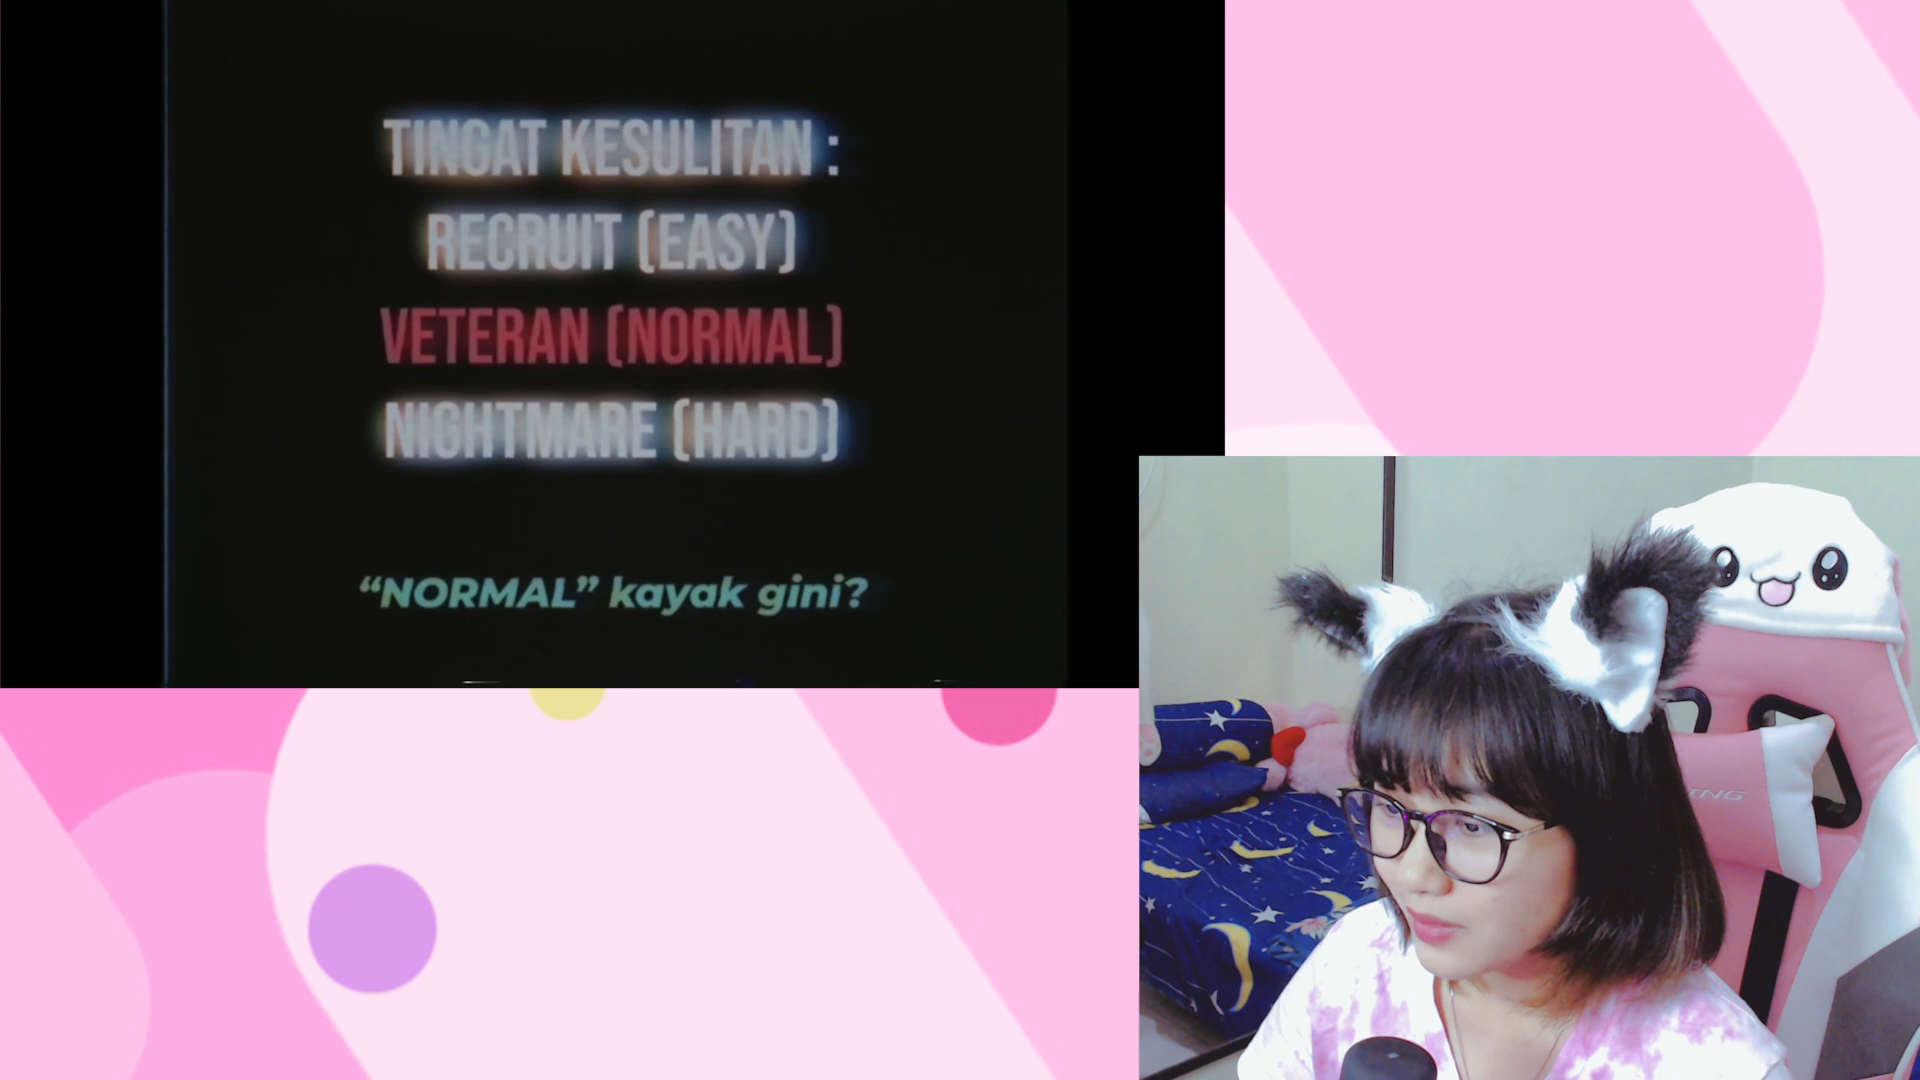 TINGAT KESULITAN :
RECRUIT (EASY)
VETERAN (NORMAL)
NIGHTMARE (HARD)
“NORMAL” kayak gini?